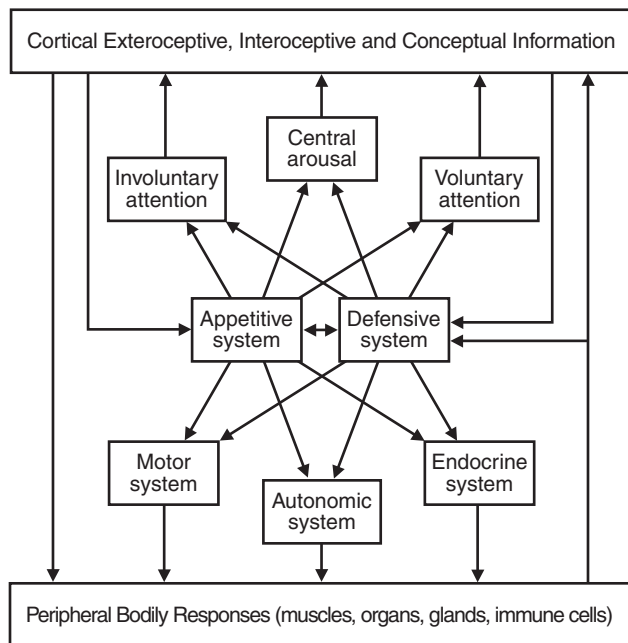 Cortical Exteroceptive, Interoceptive and Conceptual Information
Central
arousal
Involuntary
attention
Voluntary
attention
Appetitive
system
Defensive
system
Motor
system
Autonomic
system
Endocrine
system
Peripheral Bodily Responses (muscles, organs, glands, immune cells)